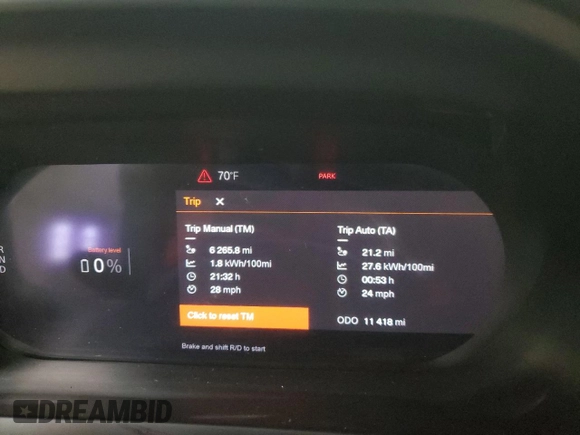 70°F
PARK
Trip ✕
Trip Manual (TM)
6 265.8 mi
1.8 kWh/100mi
21:32 h
28 mph
Click to reset TM
Trip Auto (TA)
21.2 mi
27.6 kWh/100mi
00:53 h
24 mph
ODO 11 418 mi
R
N
D
Battery level
0%
Brake and shift R/D to start
DREAMBID